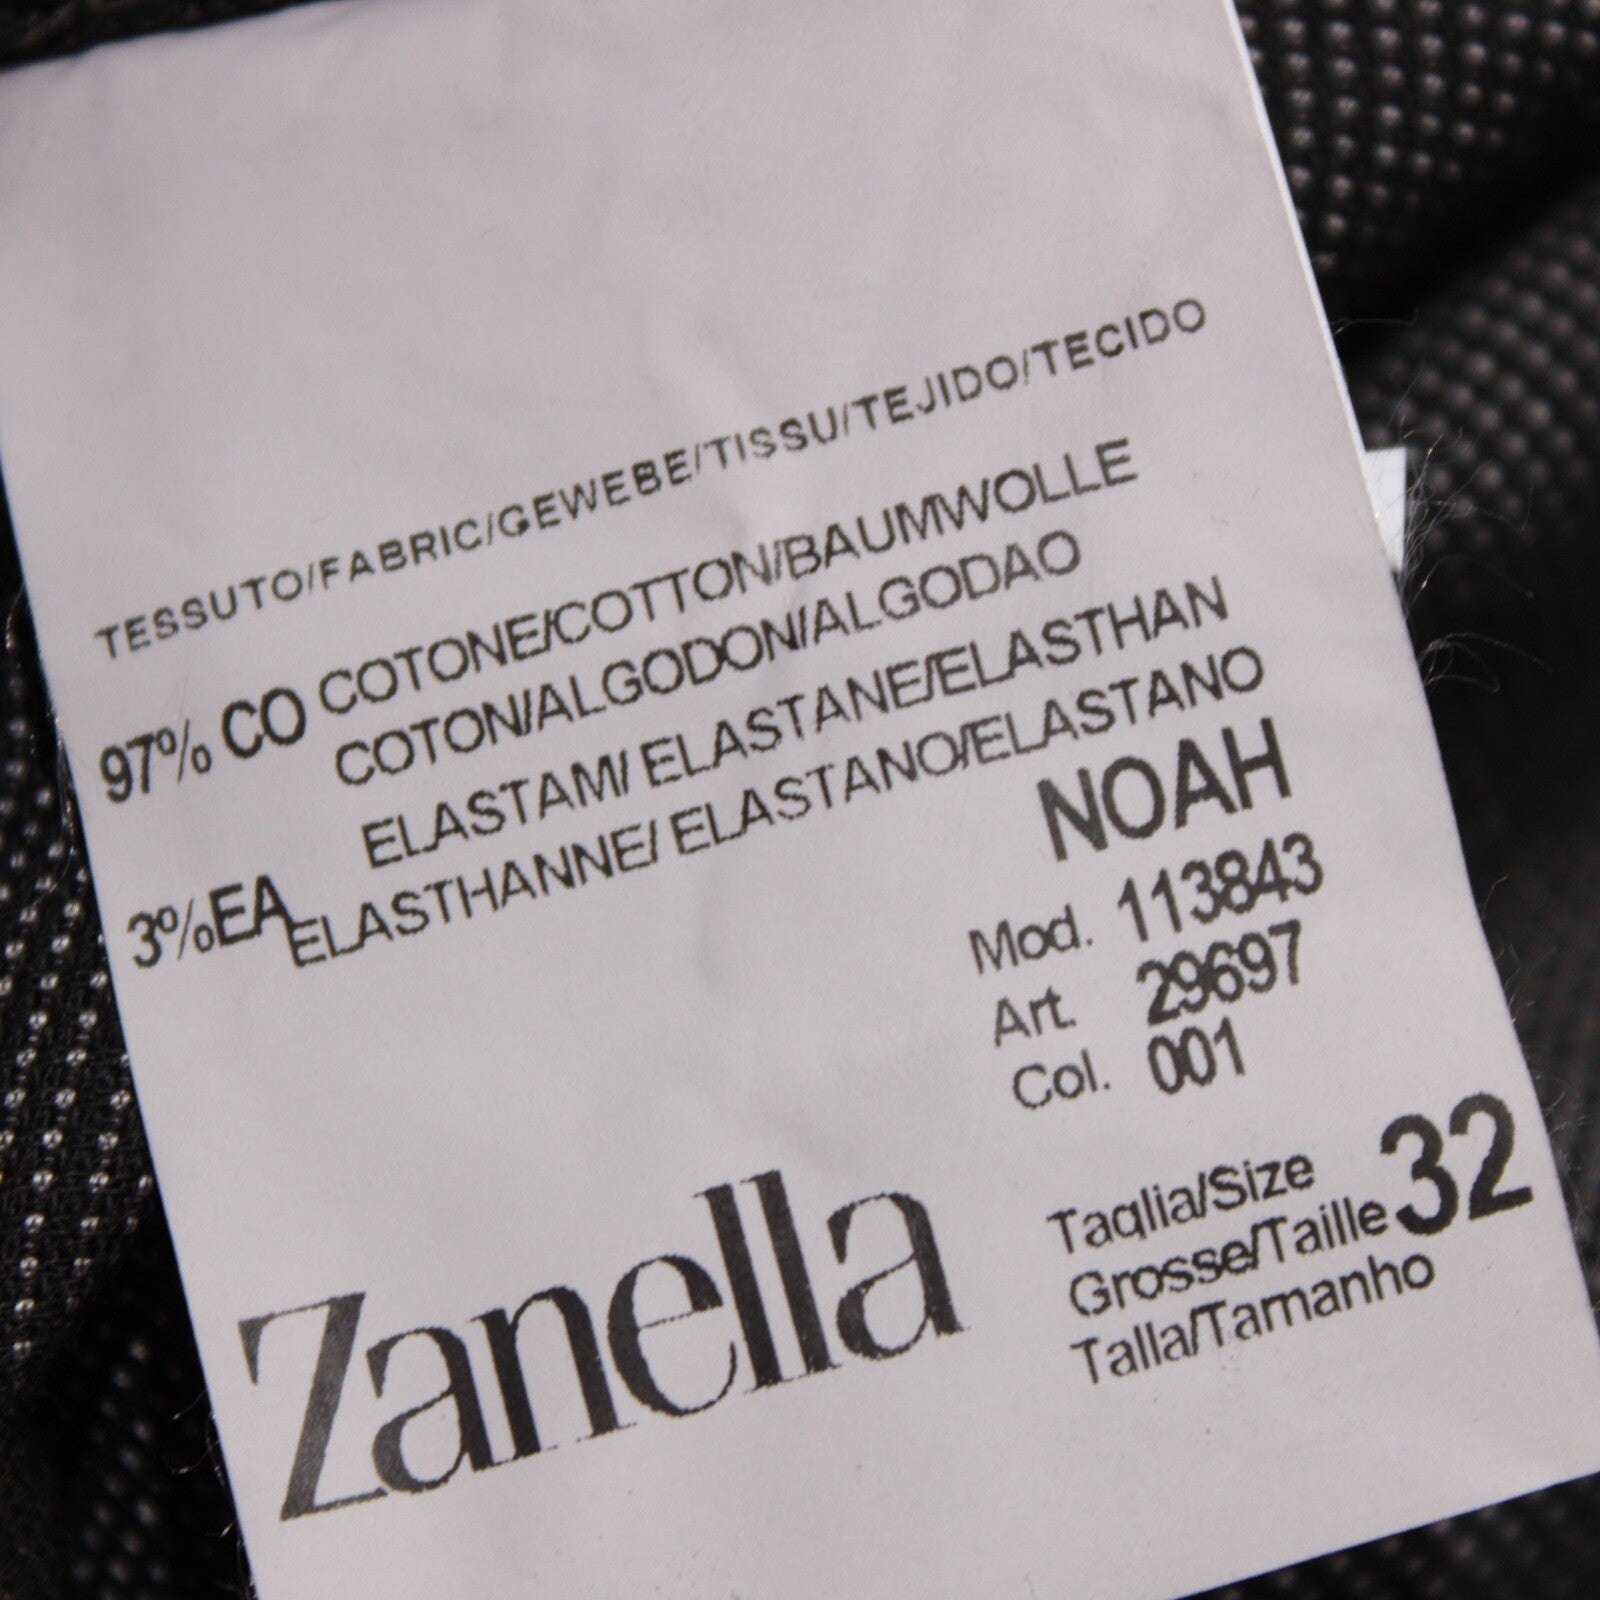 TESSUTO/FABRIC/GEWEBE/TISSU/TEJIDO/TECIDO
97% CO COTONE/COTTON/BAUMWOLLE
COTON/ALGODON/ALGODAO
ELASTAM/ ELASTANE/ELASTHAN
3%EA ELASTHANNE/ ELASTANO/ELASTANO
NOAH
Mod. 113843
Art. 29697
Col. 001
Zanella
Taglia/Size
Grosse/Taille 32
Talla/Tamanho